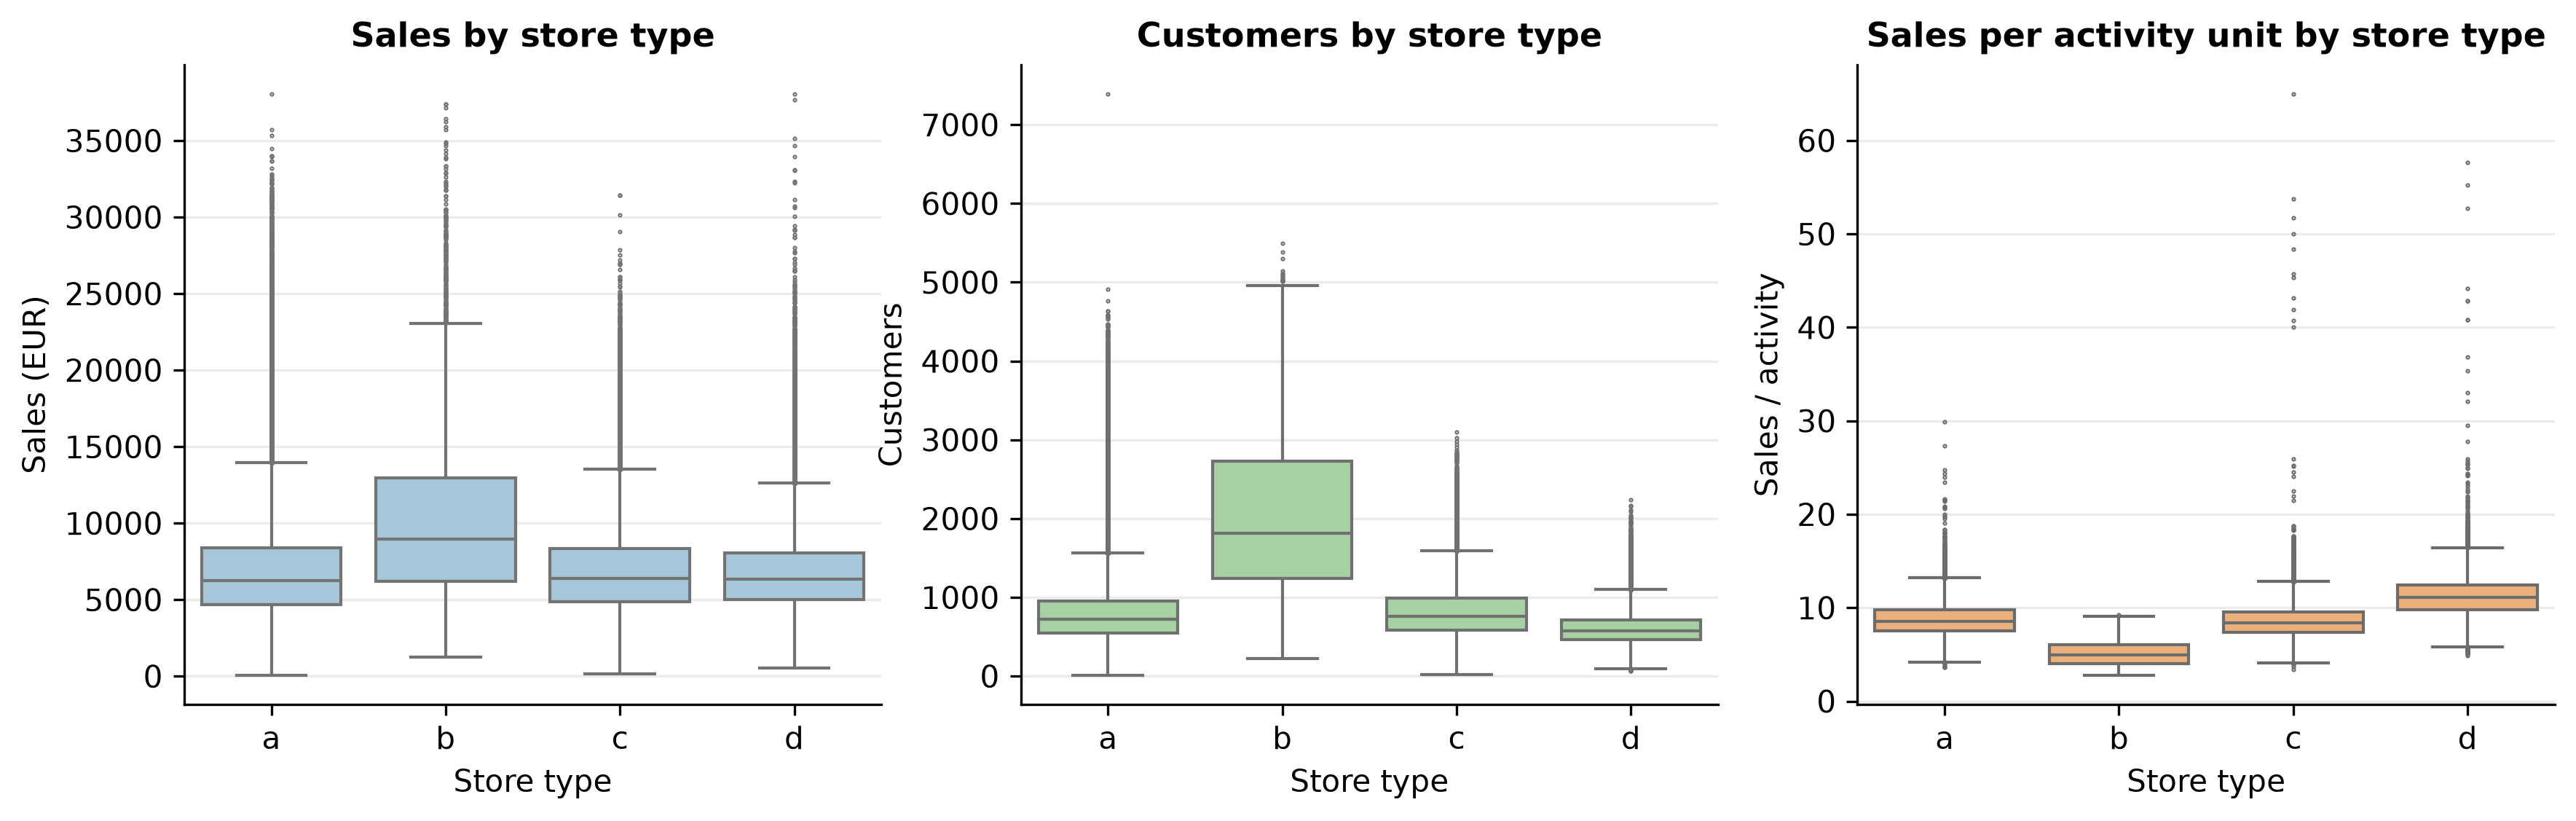 Sales by store type
Sales (EUR)
35000
30000
25000
20000
15000
10000
5000
0
a b c d
Store type
Customers by store type
Customers
7000
6000
5000
4000
3000
2000
1000
0
a b c d
Store type
Sales per activity unit by store type
Sales / activity
60
50
40
30
20
10
0
a b c d
Store type